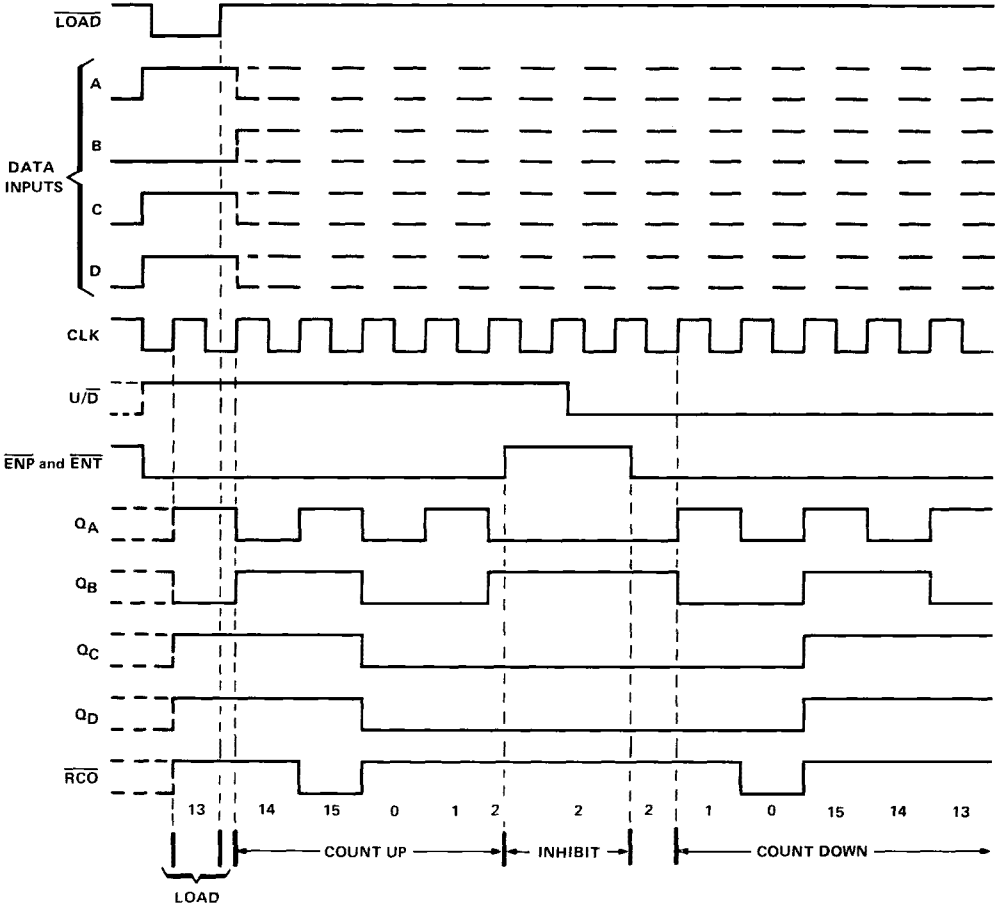 LOAD
DATA INPUTS
A
B
C
D
CLK
U/D
ENP and ENT
QA
QB
QC
QD
RCO
13 14 15 0 1 2 2 2 1 0 15 14 13
COUNT UP INHIBIT COUNT DOWN
LOAD